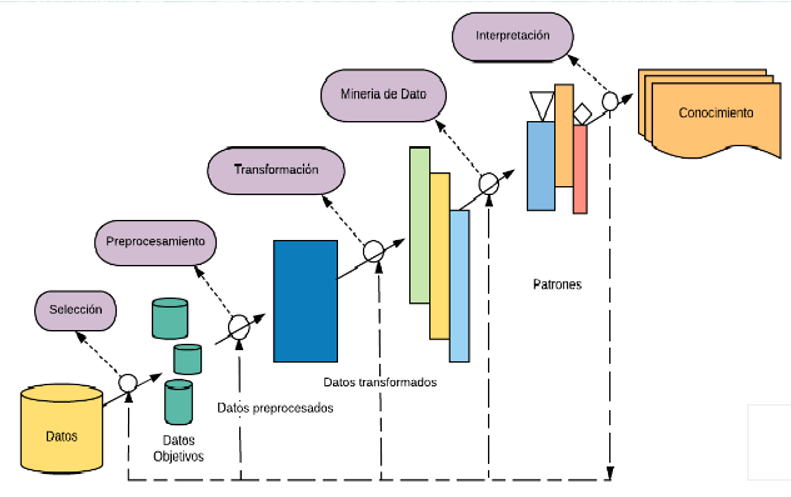 Interpretación
Mineria de Dato
Conocimiento
Transformación
Preprocesamiento
Patrones
Selección
Datos transformados
Datos preprocesados
Datos
Datos
Objetivos